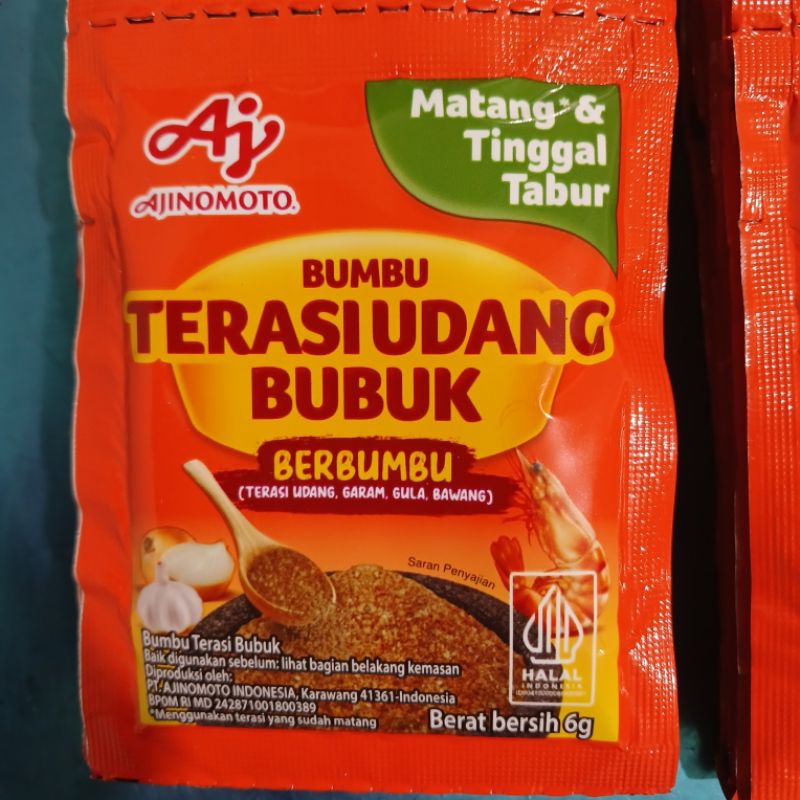 Aj
AJINOMOTO.
Matang* &
Tinggal
Tabur
BUMBU
TERASI UDANG
BUBUK
BERBUMBU
(TERASI UDANG, GARAM, GULA, BAWANG)
Saran Penyajian
Bumbu Terasi Bubuk
Baik digunakan sebelum: lihat bagian belakang kemasan
Diproduksi oleh:
PT. AJINOMOTO INDONESIA, Karawang 41361-Indonesia
BPOM RI MD 242871001800389
*Menggunakan terasi yang sudah matang
HALAL
INDONESIA
Berat bersih 6g